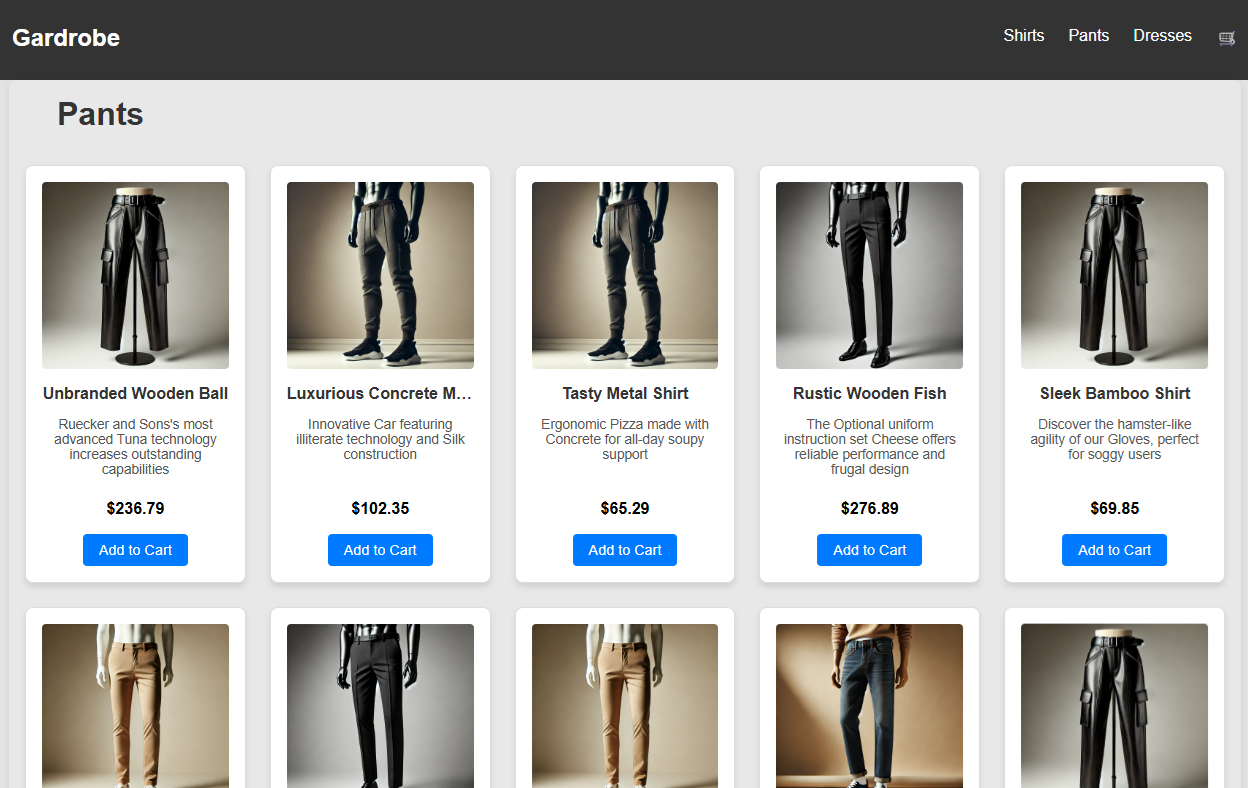 Gardrobe
Shirts Pants Dresses
Pants
Unbranded Wooden Ball
Ruecker and Sons's most
advanced Tuna technology
increases outstanding
capabilities
$236.79
Add to Cart
Luxurious Concrete M...
Innovative Car featuring
illiterate technology and Silk
construction
$102.35
Add to Cart
Tasty Metal Shirt
Ergonomic Pizza made with
Concrete for all-day soupy
support
$65.29
Add to Cart
Rustic Wooden Fish
The Optional uniform
instruction set Cheese offers
reliable performance and
frugal design
$276.89
Add to Cart
Sleek Bamboo Shirt
Discover the hamster-like
agility of our Gloves, perfect
for soggy users
$69.85
Add to Cart